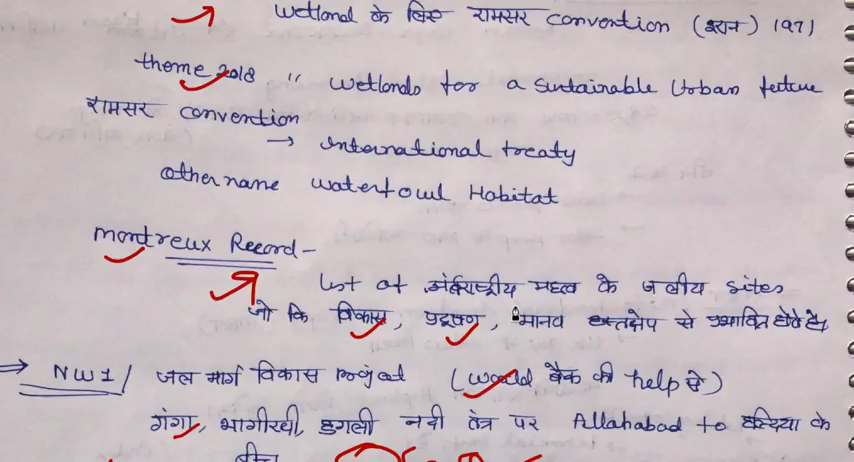 wetland के लिए रामसर convention (ईरान) 1971
theme 2018 " wetlands for a sustainable Urban future
रामसर convention
→ International treaty
other name waterfowl Habitat
montreux Record -
list of अंर्तराष्ट्रीय महत्व के जलीय sites
जो कि विकास, प्रदूषण, मानव हस्तक्षेप से प्रभावित होते हैं
⇒ NW1/ जल मार्ग विकास project (world बैंक की help से)
गंगा, भागीरथी, हुगली नदी तंत्र पर Allahabad to हल्दिया के
बीच